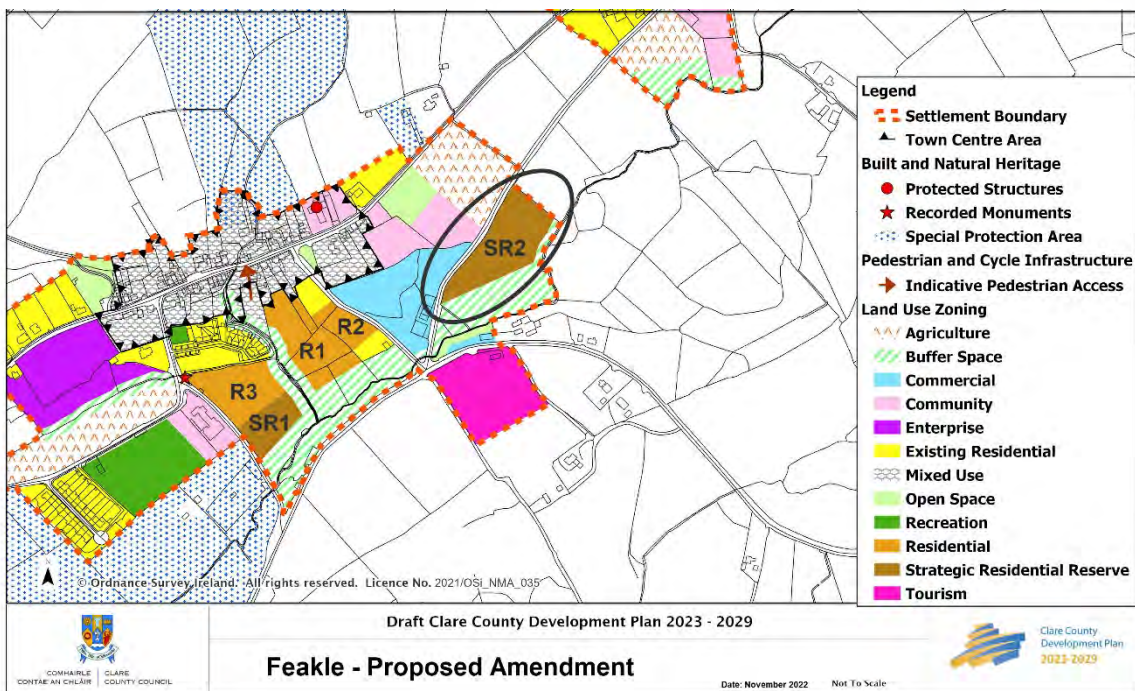 Legend
Settlement Boundary
Town Centre Area
Built and Natural Heritage
Protected Structures
Recorded Monuments
Special Protection Area
Pedestrian and Cycle Infrastructure
Indicative Pedestrian Access
Land Use Zoning
Agriculture
Buffer Space
Commercial
Community
Enterprise
Existing Residential
Mixed Use
Open Space
Recreation
Residential
Strategic Residential Reserve
Tourism
SR2
R2
R1
R3
SR1
© Ordnance Survey Ireland. All rights reserved. Licence No. 2021/OSi_NMA_035
Draft Clare County Development Plan 2023 - 2029
Feakle - Proposed Amendment
Date: November 2022 Not To Scale
COMHAIRLE CONTAE AN CHLÁIR
CLARE COUNTY COUNCIL
Clare County
Development Plan
2023-2029